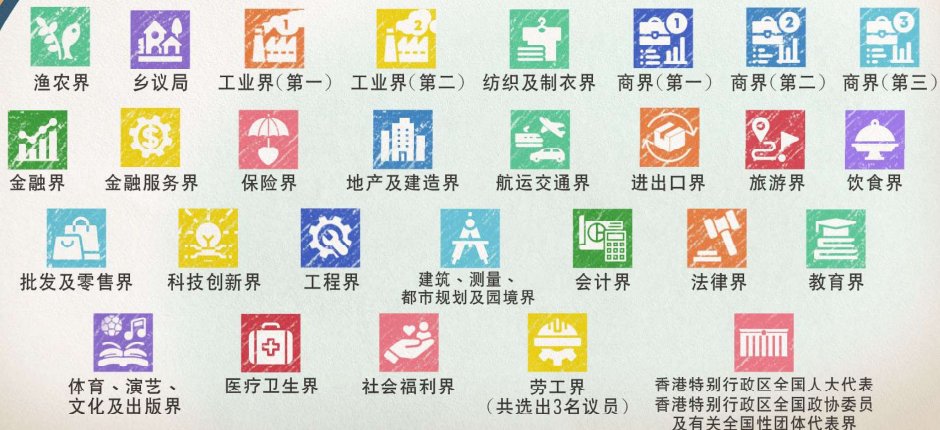 渔农界 乡议局 工业界(第一) 工业界(第二) 纺织及制衣界 商界(第一) 商界(第二) 商界(第三)
金融界 金融服务界 保险界 地产及建造界 航运交通界 进出口界 旅游界 饮食界
批发及零售界 科技创新界 工程界 建筑、测量、
都市规划及园境界 会计界 法律界 教育界
体育、演艺、
文化及出版界 医疗卫生界 社会福利界 劳工界
(共选出3名议员) 香港特别行政区全国人大代表
香港特别行政区全国政协委员
及有关全国性团体代表界
1
2
2
1
2
3
$